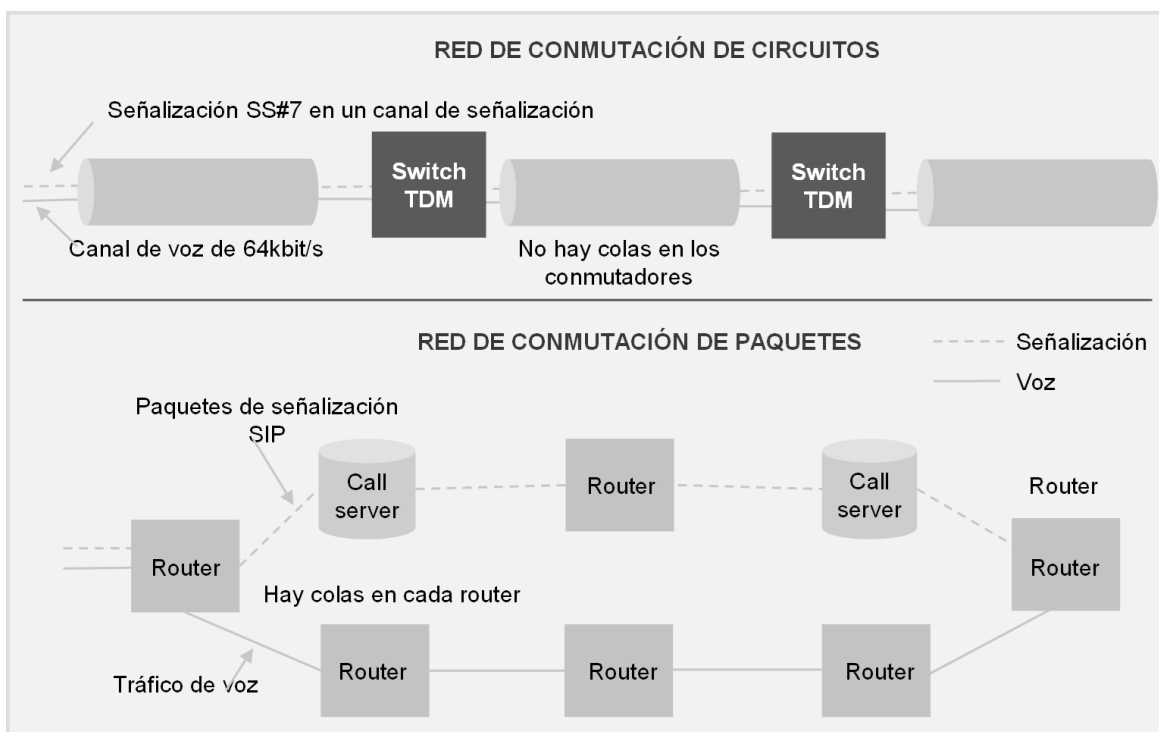 RED DE CONMUTACIÓN DE CIRCUITOS
Señalización SS#7 en un canal de señalización
Switch
TDM
Switch
TDM
Canal de voz de 64kbit/s
No hay colas en los
conmutadores
RED DE CONMUTACIÓN DE PAQUETES
Señalización
Voz
Paquetes de señalización
SIP
Call
server
Router
Call
server
Router
Router
Router
Hay colas en cada router
Router
Router
Router
Tráfico de voz